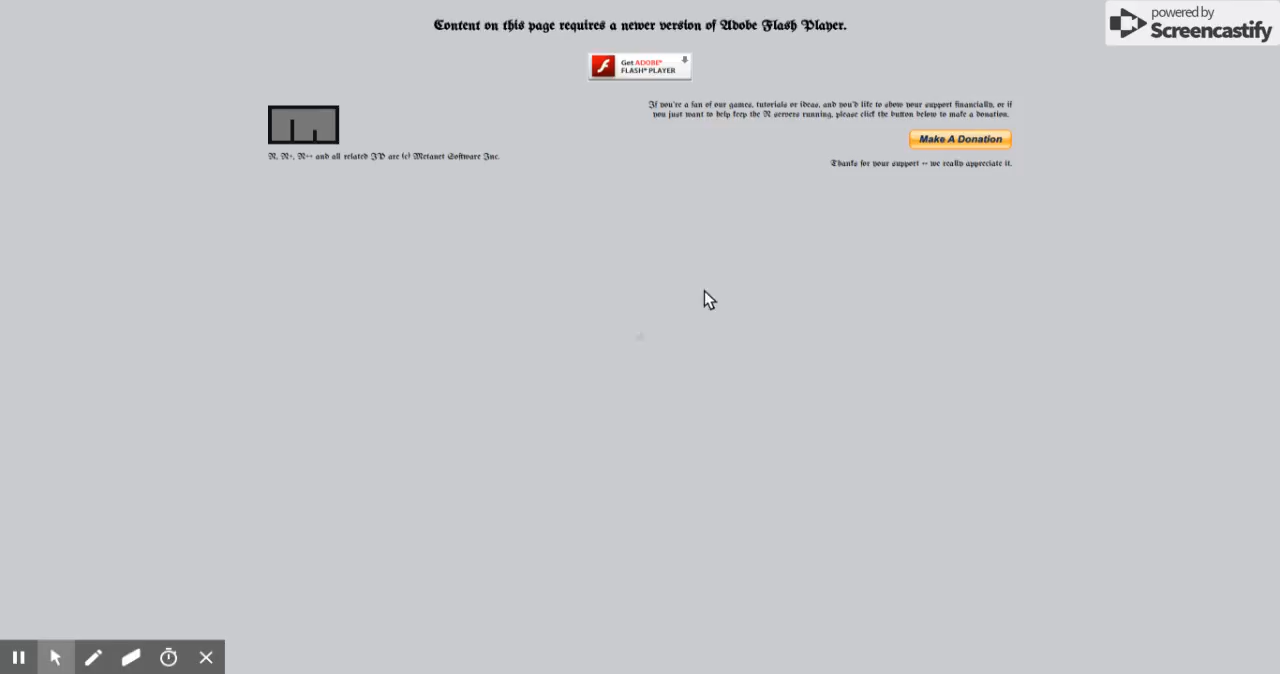 Content on this page requires a newer version of Adobe Flash Player.
powered by
Screencastify
Get ADOBE®
FLASH® PLAYER
If you're a fan of our games, tutorials or ideas, and you'd like to show your support financially, or if
you just want to help keep the N servers running, please click the button below to make a donation.
Make A Donation
N, N+, N++ and all related IP are (c) Metanet Software Inc.
Thanks for your support -- we really appreciate it.